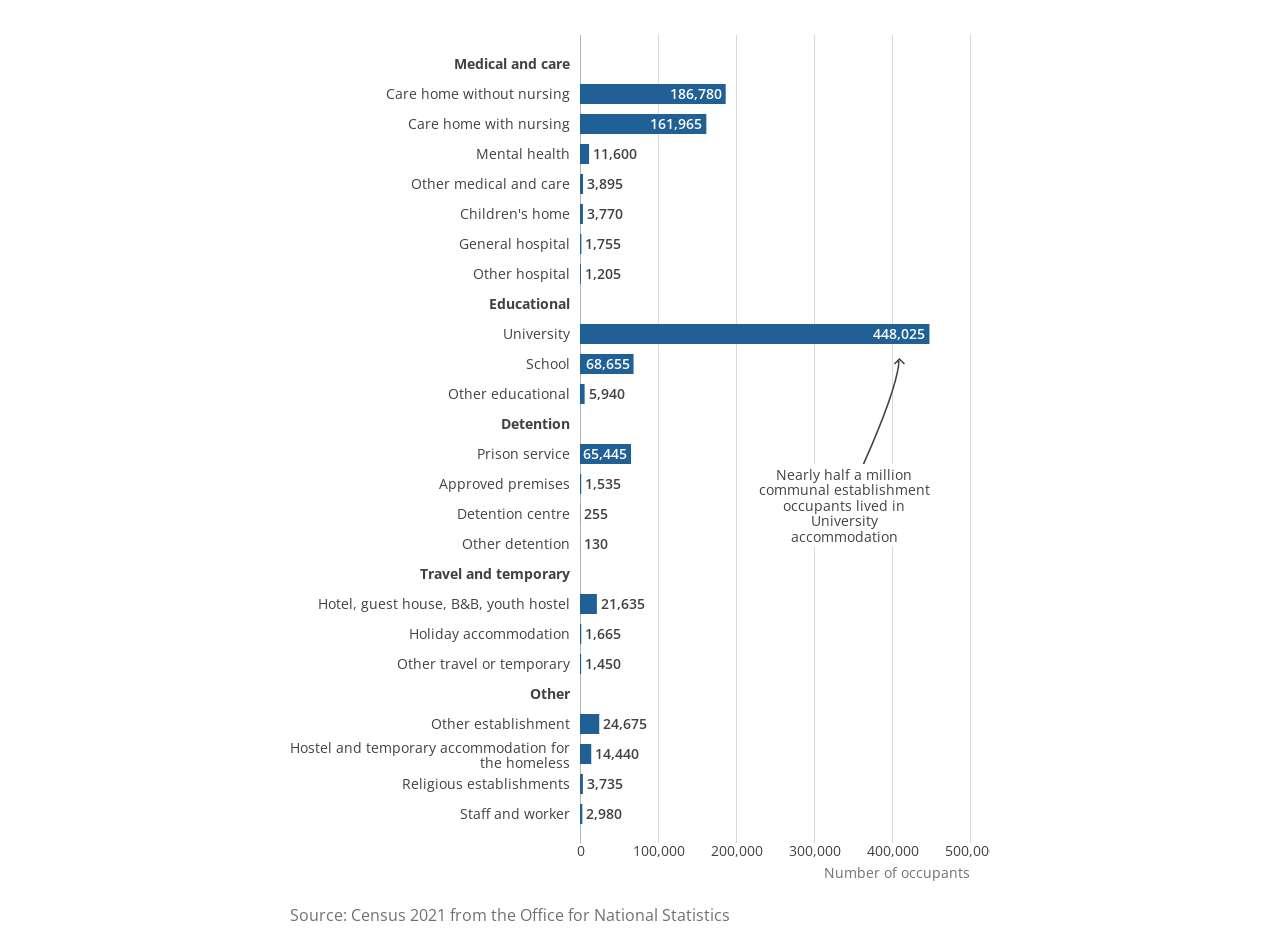 Medical and care
Care home without nursing 186,780
Care home with nursing 161,965
Mental health 11,600
Other medical and care 3,895
Children's home 3,770
General hospital 1,755
Other hospital 1,205
Educational
University 448,025
School 68,655
Other educational 5,940
Detention
Prison service 65,445
Approved premises 1,535
Detention centre 255
Other detention 130
Nearly half a million
communal establishment
occupants lived in
University
accommodation
Travel and temporary
Hotel, guest house, B&B, youth hostel 21,635
Holiday accommodation 1,665
Other travel or temporary 1,450
Other
Other establishment 24,675
Hostel and temporary accommodation for
the homeless 14,440
Religious establishments 3,735
Staff and worker 2,980
0 100,000 200,000 300,000 400,000 500,00
Number of occupants
Source: Census 2021 from the Office for National Statistics